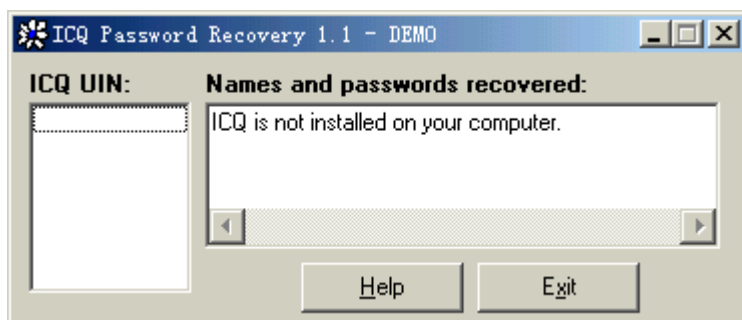 ICQ Password Recovery 1.1 - DEMO
ICQ UIN:
Names and passwords recovered:
ICQ is not installed on your computer.
Help
Exit